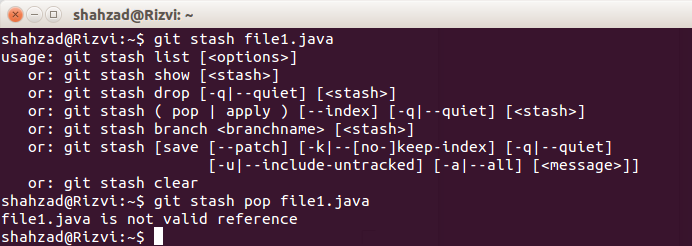 shahzad@Rizvi: ~
shahzad@Rizvi:~$ git stash file1.java
usage: git stash list [<options>]
   or: git stash show [<stash>]
   or: git stash drop [-q|--quiet] [<stash>]
   or: git stash ( pop | apply ) [--index] [-q|--quiet] [<stash>]
   or: git stash branch <branchname> [<stash>]
   or: git stash [save [--patch] [-k|--[no-]keep-index] [-q|--quiet]
                       [-u|--include-untracked] [-a|--all] [<message>]]
   or: git stash clear
shahzad@Rizvi:~$ git stash pop file1.java
file1.java is not valid reference
shahzad@Rizvi:~$